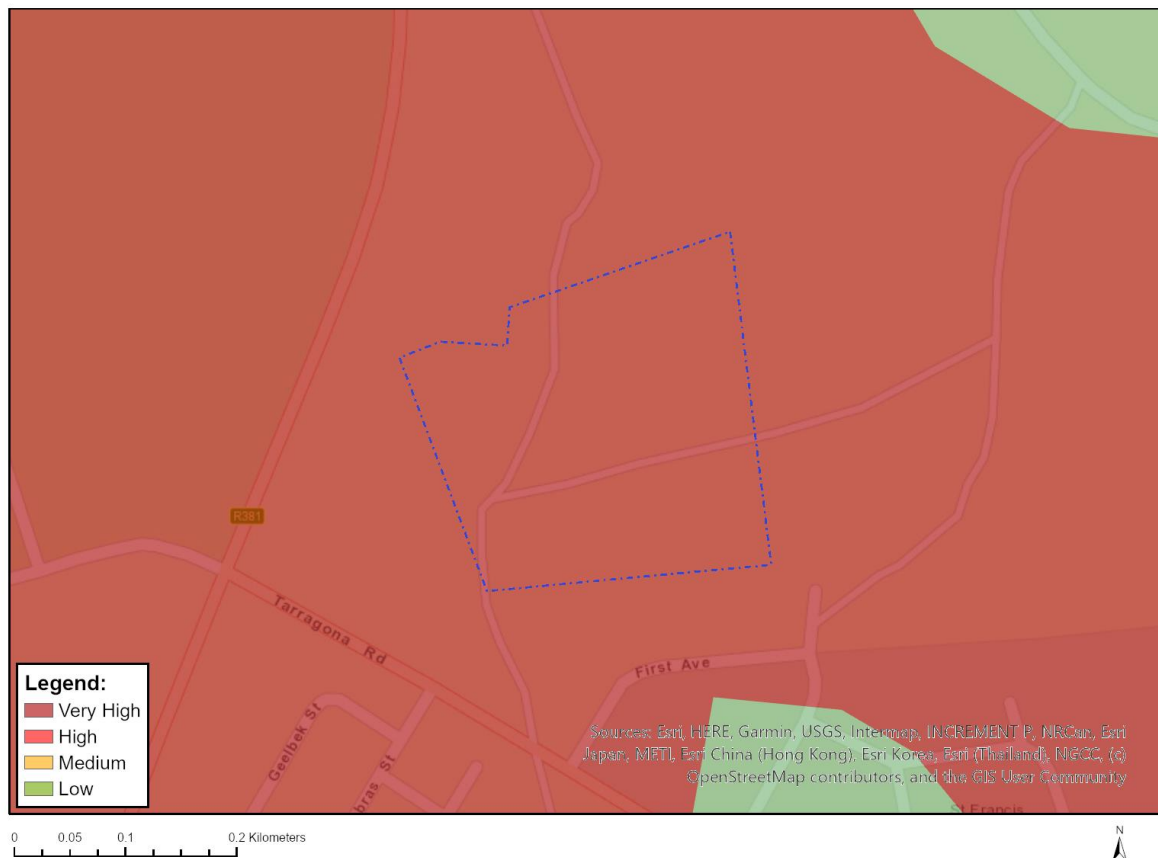 R381
Tarragona Rd
First Ave
Geelbek St
bras St
St Francis
Legend:
Very High
High
Medium
Low
Sources: Esri, HERE, Garmin, USGS, Intermap, INCREMENT P, NRCan, Esri
Japan, METI, Esri China (Hong Kong), Esri Korea, Esri (Thailand), NGCC, (c)
OpenStreetMap contributors, and the GIS User Community
0 0.05 0.1 0.2 Kilometers
N